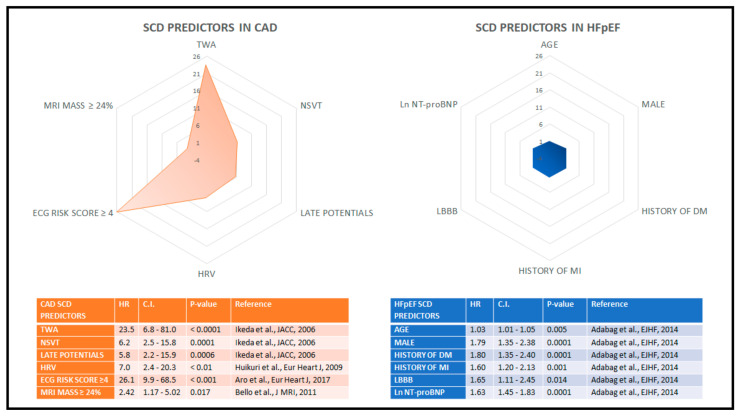 SCD PREDICTORS IN CAD
TWA
26
21
16
11
6
1
-4
NSVT
LATE POTENTIALS
HRV
ECG RISK SCORE ≥ 4
MRI MASS ≥ 24%
SCD PREDICTORS IN HFpEF
AGE
26
21
16
11
6
1
MALE
HISTORY OF DM
HISTORY OF MI
LBBB
Ln NT-proBNP
CAD SCD PREDICTORS HR C.I. P-value Reference
TWA 23.5 6.8 - 81.0 < 0.0001 Ikeda et al., JACC, 2006
NSVT 6.2 2.5 - 15.8 0.0001 Ikeda et al., JACC, 2006
LATE POTENTIALS 5.8 2.2 - 15.9 0.0006 Ikeda et al., JACC, 2006
HRV 7.0 2.4 - 20.3 < 0.01 Huikuri et al., Eur Heart J, 2009
ECG RISK SCORE ≥4 26.1 9.9 - 68.5 < 0.001 Aro et al., Eur Heart J, 2017
MRI MASS ≥ 24% 2.42 1.17 - 5.02 0.017 Bello et al., J MRI, 2011
HFpEF SCD PREDICTORS HR C.I. P-value Reference
AGE 1.03 1.01 - 1.05 0.005 Adabag et al., EJHF, 2014
MALE 1.79 1.35 - 2.38 0.0001 Adabag et al., EJHF, 2014
HISTORY OF DM 1.80 1.35 - 2.40 0.0001 Adabag et al., EJHF, 2014
HISTORY OF MI 1.60 1.20 - 2.13 0.001 Adabag et al., EJHF, 2014
LBBB 1.65 1.11 - 2.45 0.014 Adabag et al., EJHF, 2014
Ln NT-proBNP 1.63 1.45 - 1.83 0.0001 Adabag et al., EJHF, 2014